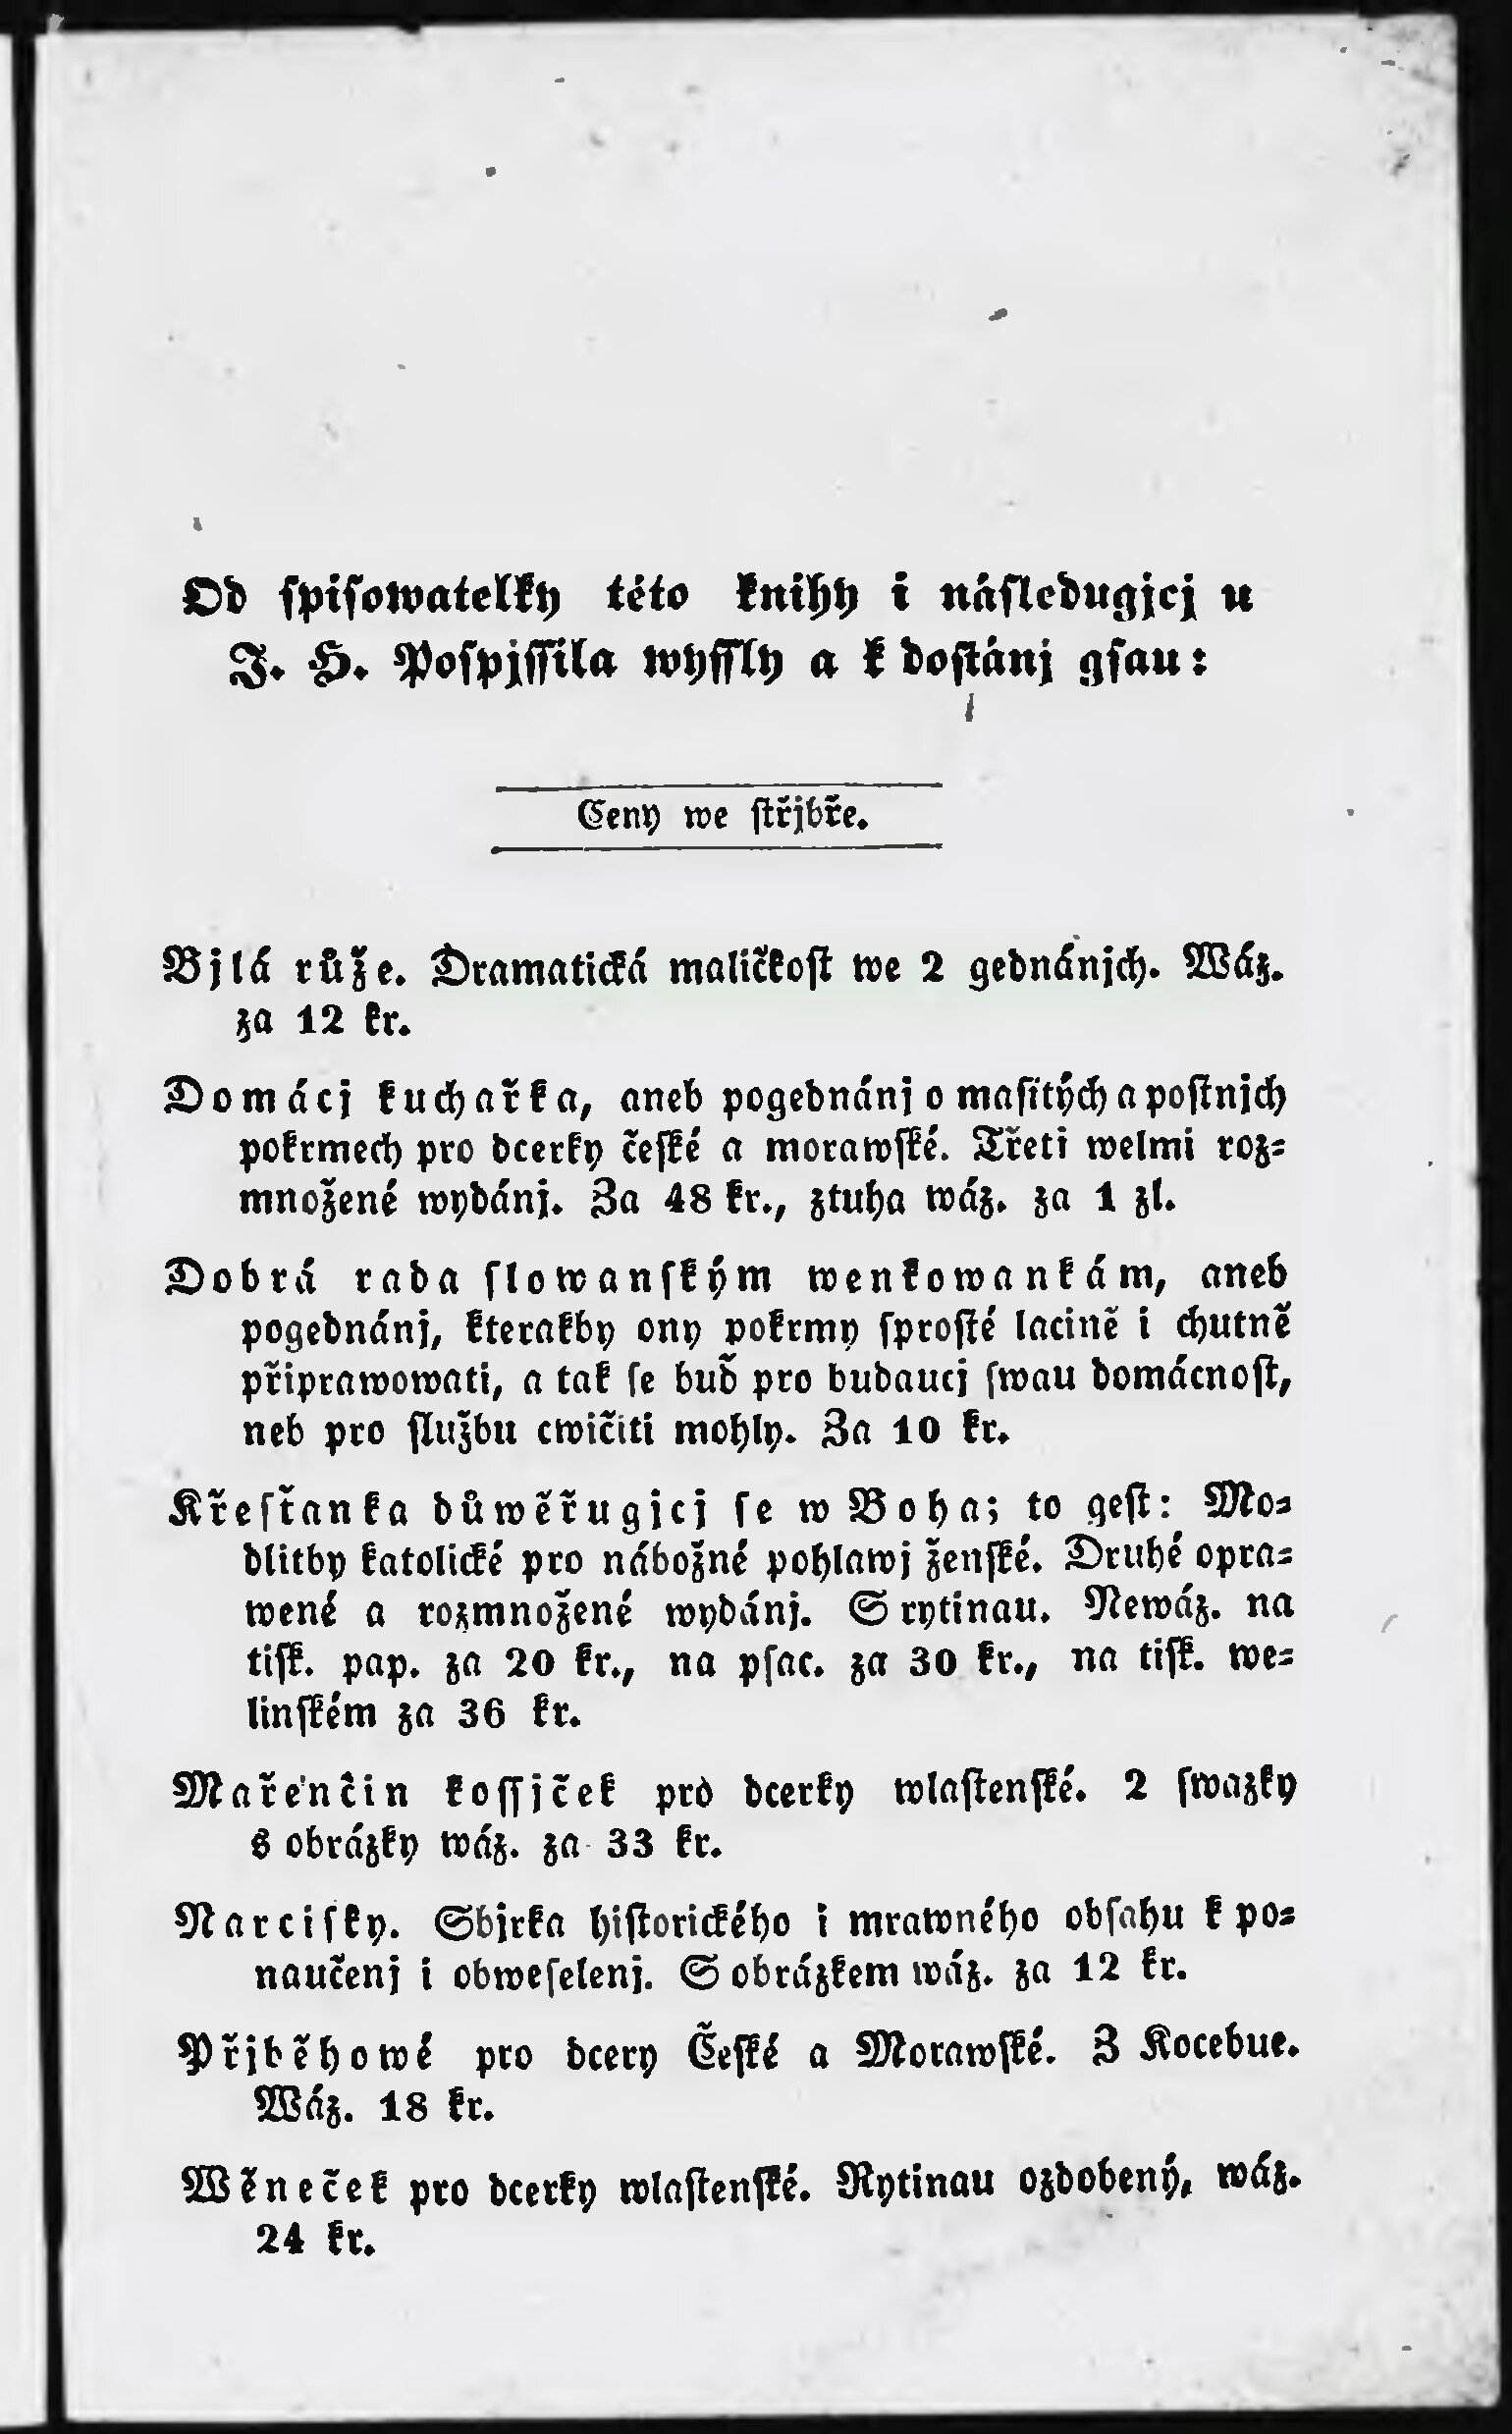 Od spisowatelky této knihy i následugjcj u
J. H. Pospjssila wyssly a k dostánj gsau:
Ceny we střjbře.
Bjlá růže. Dramatická maličkost we 2 gednánjch. Wáz.
za 12 kr.
Domácj kuchařka, aneb pogednánj o masitých a postnjch
pokrmech pro dcerky české a morawské. Třeti welmi roz-
množené wydánj. Za 48 kr., ztuha wáz. za 1 zl.
Dobrá rada slowanským wenkowankám, aneb
pogednánj, kterakby ony pokrmy sprosté lacině i chutně
připrawowati, a tak se buď pro budaucj swau domácnost,
neb pro službu cwičiti mohly. Za 10 kr.
Křesťanka důwěřugjcj se w Boha; to gest: Mo-
dlitby katolické pro nábožné pohlawj ženské. Druhé opra-
wené a rozmnožené wydánj. S rytinau. Newáz. na
tisk. pap. za 20 kr., na psac. za 30 kr., na tisk. we-
linském za 36 kr.
Mařenčin kossjček pro dcerky wlastenské. 2 swazky
s obrázky wáz. za 33 kr.
Narcisky. Sbjrka historického i mrawného obsahu k po-
naučenj i obweselenj. S obrázkem wáz. za 12 kr.
Přjběhowé pro dcery České a Morawské. Z Kocebue.
Wáz. 18 kr.
Wěneček pro dcerky wlastenské. Rytinau ozdobený, wáz.
24 kr.